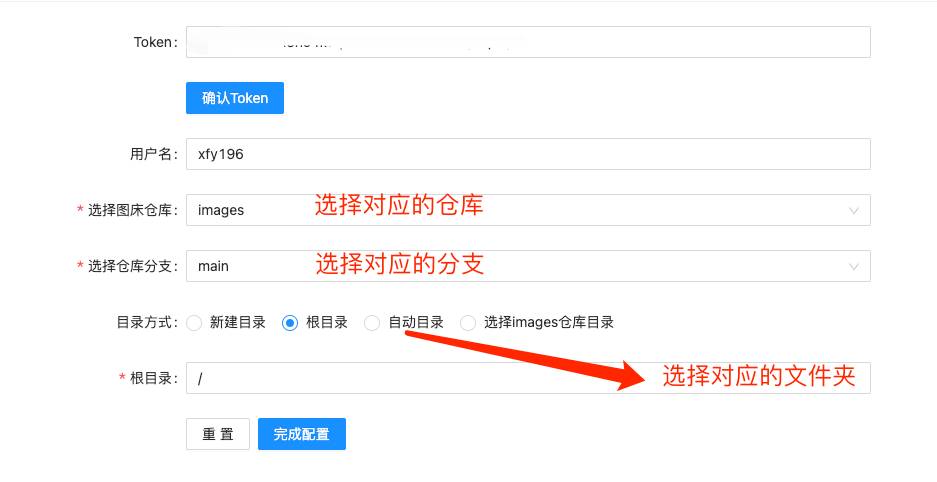 Token:
确认Token
用户名: xfy196
* 选择图床仓库: images 选择对应的仓库
* 选择仓库分支: main 选择对应的分支
目录方式: 新建目录 根目录 自动目录 选择images仓库目录
* 根目录: / 选择对应的文件夹
重 置 完成配置